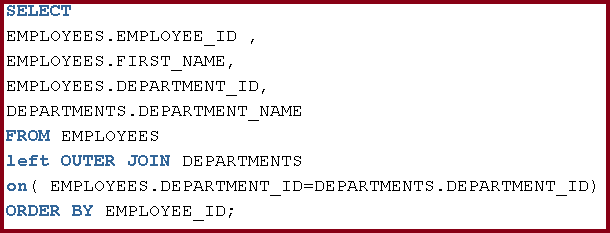 SELECT
EMPLOYEES.EMPLOYEE_ID ,
EMPLOYEES.FIRST_NAME,
EMPLOYEES.DEPARTMENT_ID,
DEPARTMENTS.DEPARTMENT_NAME
FROM EMPLOYEES
left OUTER JOIN DEPARTMENTS
on( EMPLOYEES.DEPARTMENT_ID=DEPARTMENTS.DEPARTMENT_ID)
ORDER BY EMPLOYEE_ID;